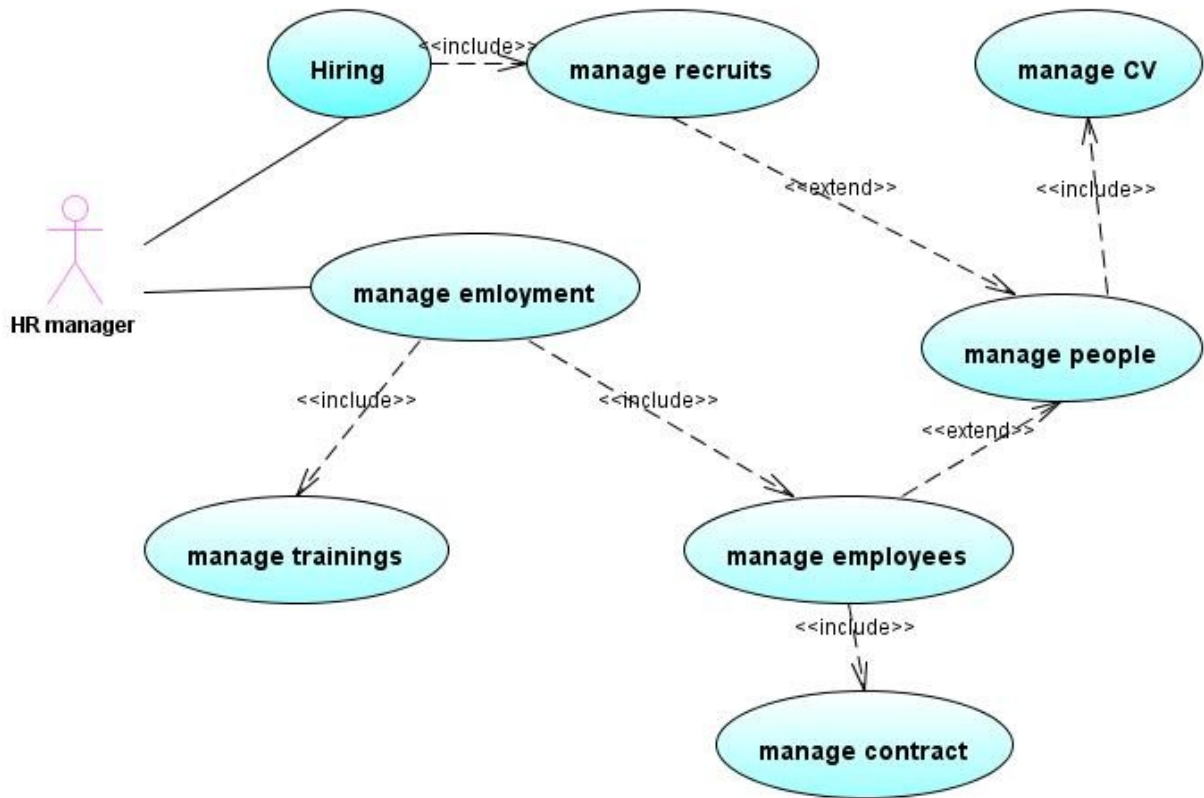 <<include>>
Hiring
manage recruits
manage CV
<<extend>>
<<include>>
HR manager
manage emloyment
manage people
<<include>>
<<include>>
<<extend>>
manage trainings
manage employees
<<include>>
manage contract